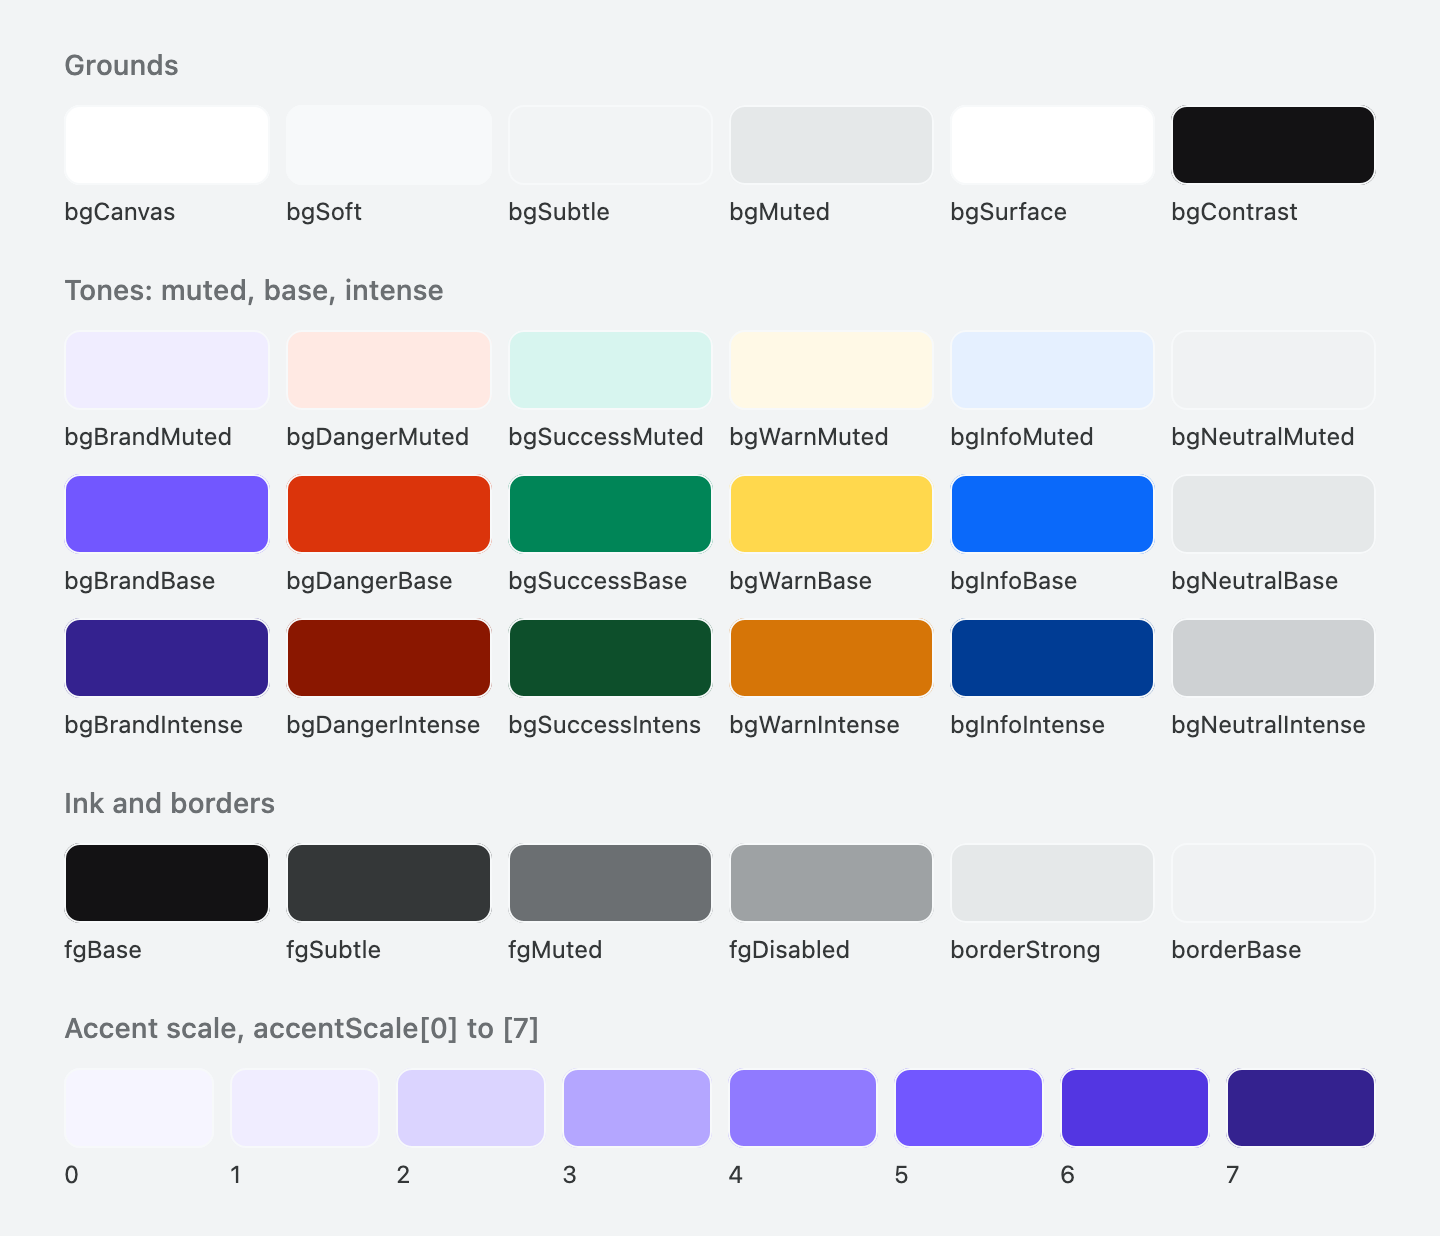 Grounds
bgCanvas bgSoft bgSubtle bgMuted bgSurface bgContrast
Tones: muted, base, intense
bgBrandMuted bgDangerMuted bgSuccessMuted bgWarnMuted bgInfoMuted bgNeutralMuted
bgBrandBase bgDangerBase bgSuccessBase bgWarnBase bgInfoBase bgNeutralBase
bgBrandIntense bgDangerIntense bgSuccessIntens bgWarnIntense bgInfoIntense bgNeutralIntense
Ink and borders
fgBase fgSubtle fgMuted fgDisabled borderStrong borderBase
Accent scale, accentScale[0] to [7]
0 1 2 3 4 5 6 7